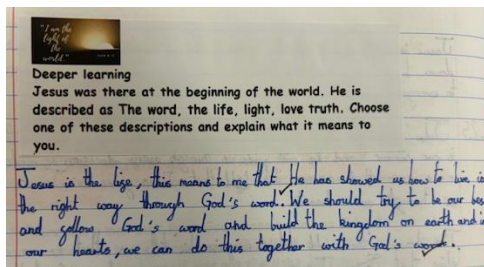 "I am the
light of
the
world."
Deeper learning
Jesus was there at the beginning of the world. He is
described as The word, the life, light, love truth. Choose
one of these descriptions and explain what it means to
you.
Jesus is the life, this means to me that He has showed us how to live in
the right way through God's word. We should try to be our best
and follow God's word and build the kingdom on earth and in
our hearts, we can do this together with God's